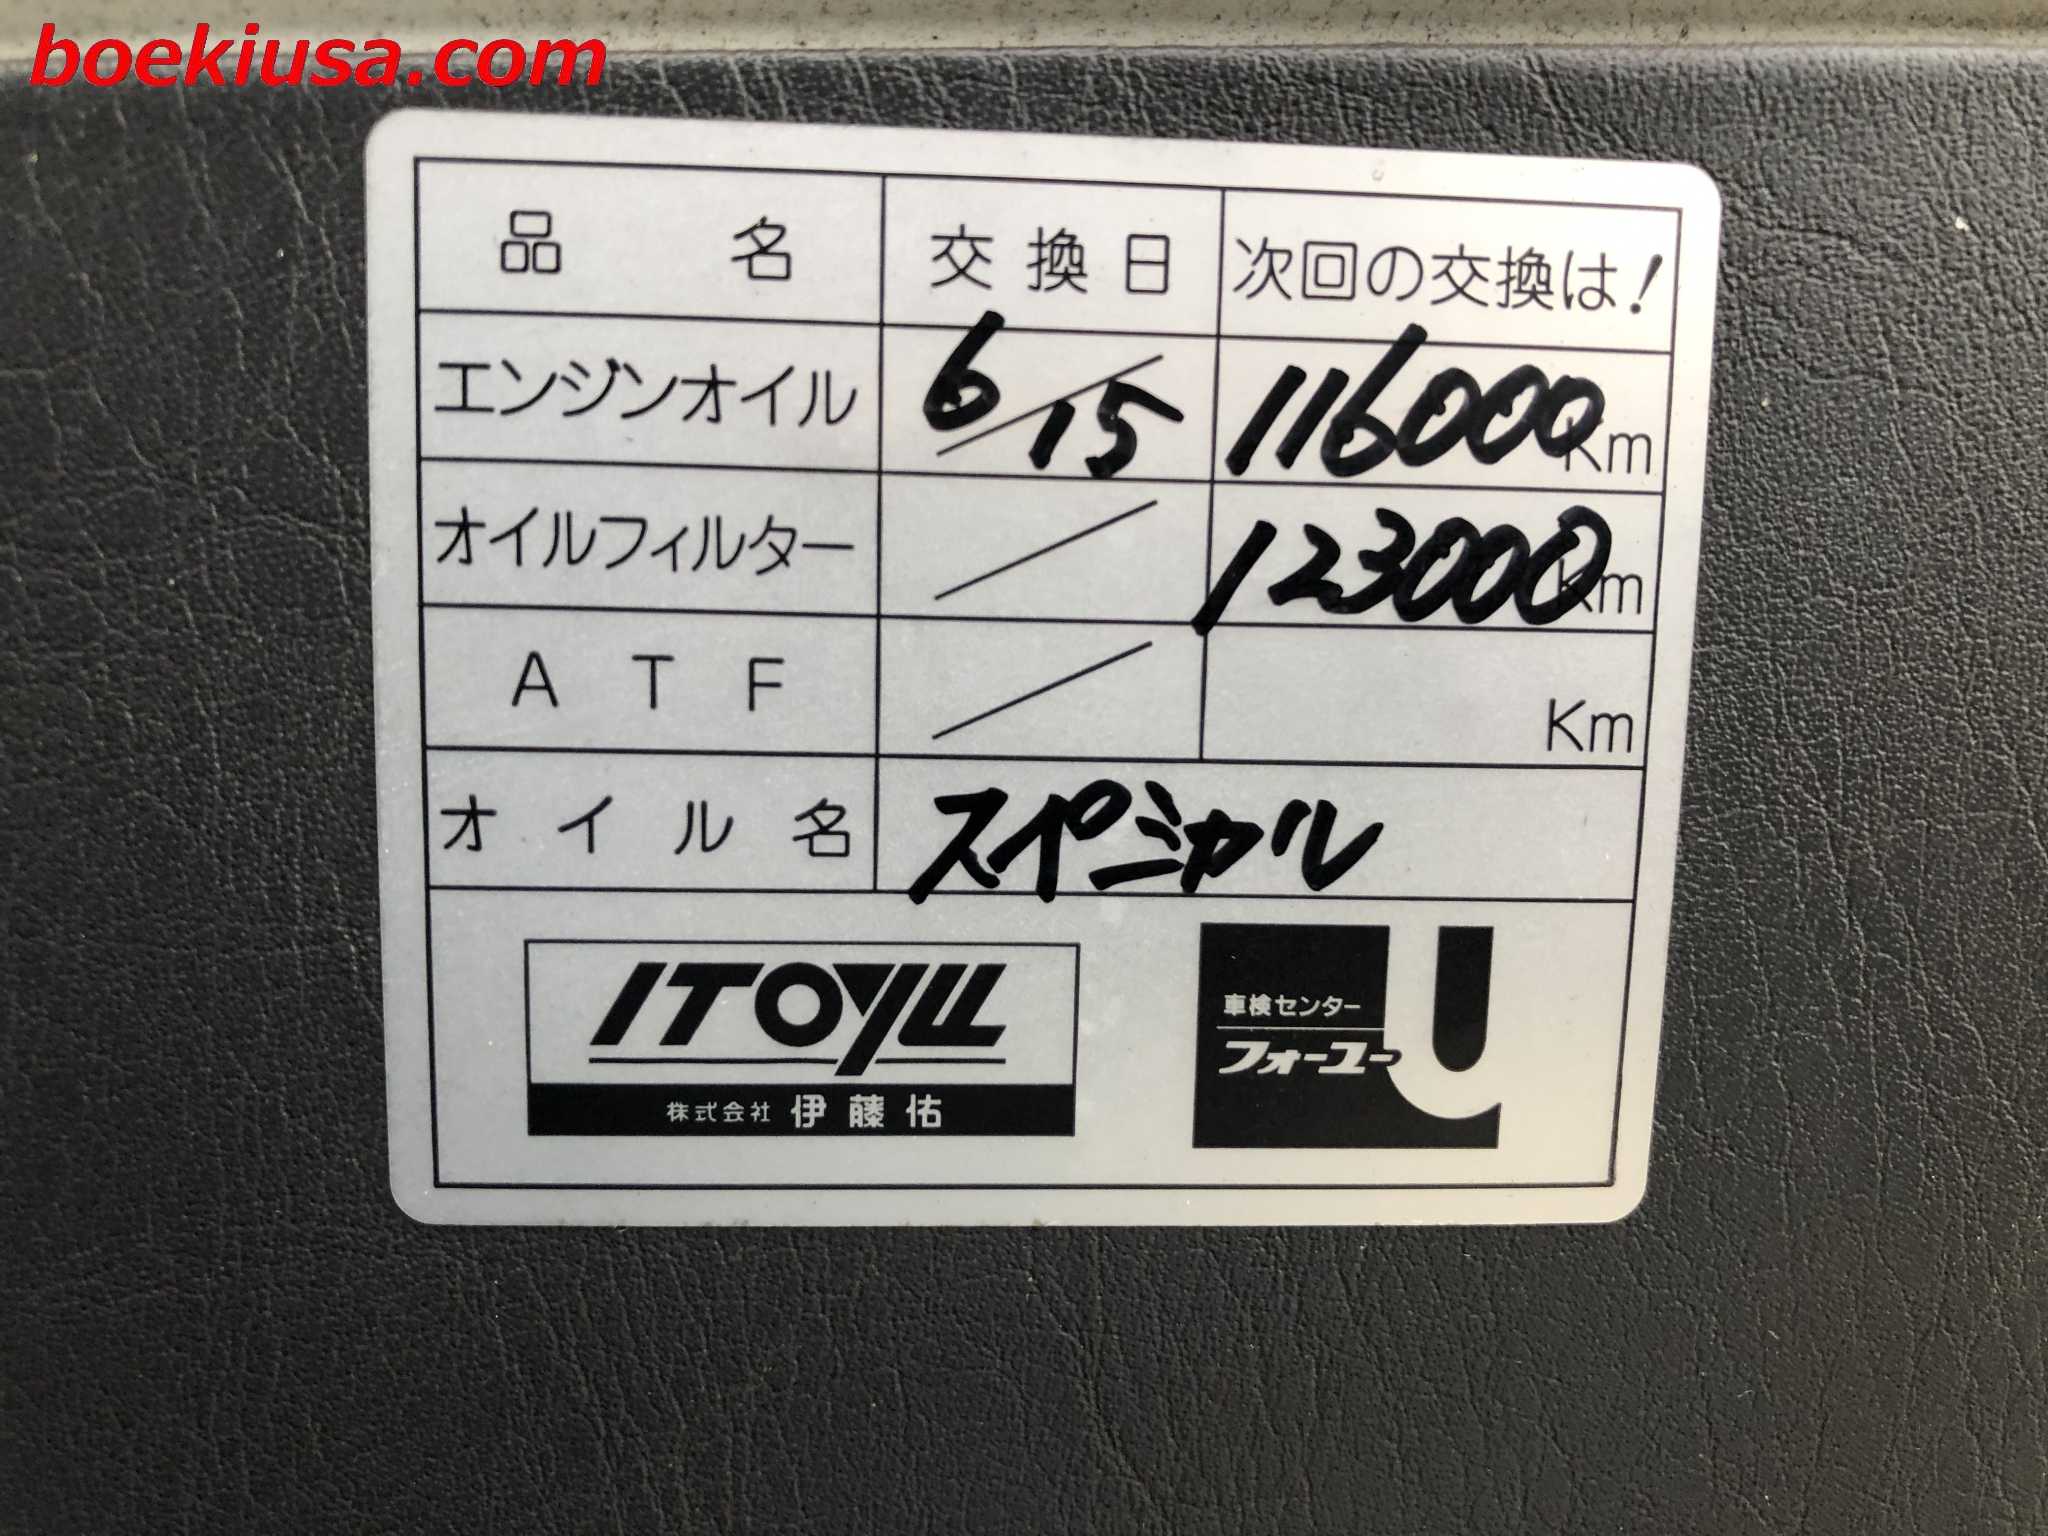 boekiusa.com
品名 交換日 次回の交換は!
エンジンオイル 6/15 116000Km
オイルフィルター / 123000Km
ATF / Km
オイル名 スペシャル
ITOYU
株式会社 伊藤佑
車検センター
フォーユー
U